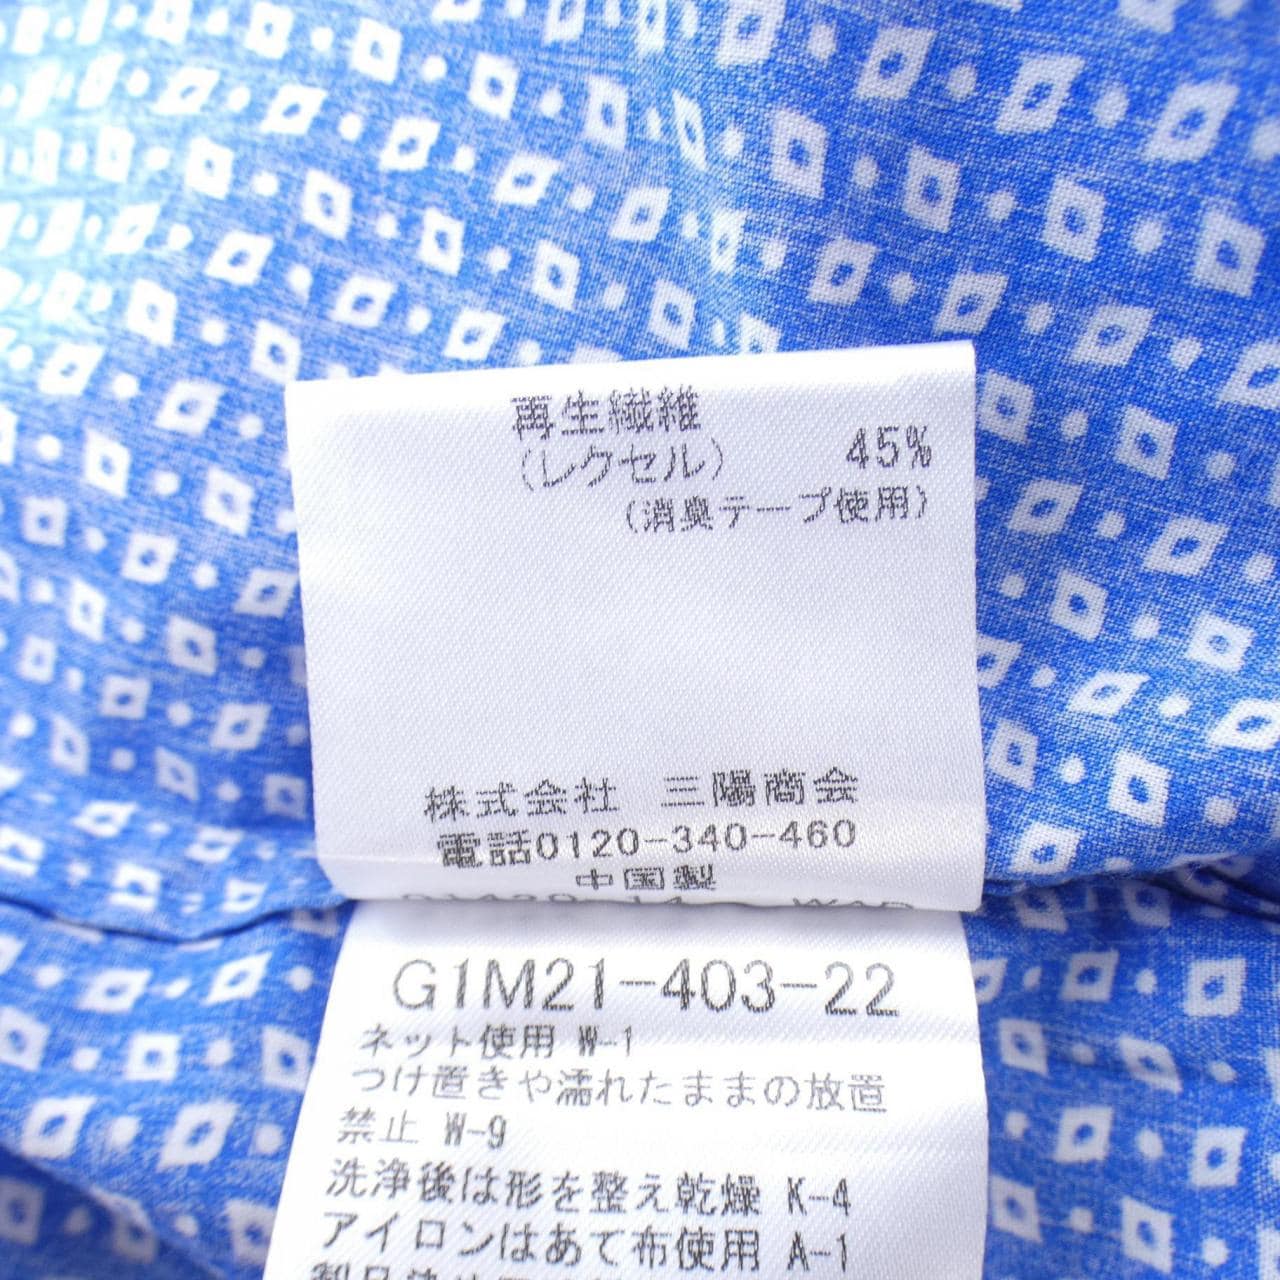 再生繊維
(レクセル) 45%
(消臭テープ使用)
株式会社 三陽商会
電話0120-340-460
中国製
G1M21-403-22
ネット使用 W-1
つけ置きや濡れたままの放置
禁止 W-9
洗浄後は形を整え乾燥 K-4
アイロンはあて布使用 A-1